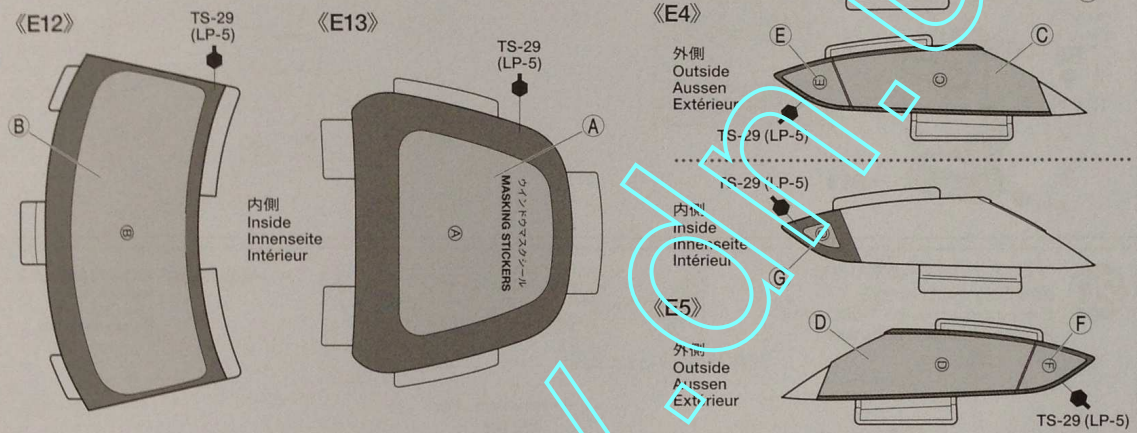 《E12》
TS-29
(LP-5)
B
B
内側
Inside
Innenseite
Intérieur
《E13》
TS-29
(LP-5)
A
A
ウインドウマスクシール
MASKING STICKERS
《E4》
外側
Outside
Aussen
Extérieur
E
E
C
C
TS-29 (LP-5)
TS-29 (LP-5)
内側
Inside
Innenseite
Intérieur
G
《E5》
外側
Outside
Aussen
Extérieur
D
D
F
F
TS-29 (LP-5)